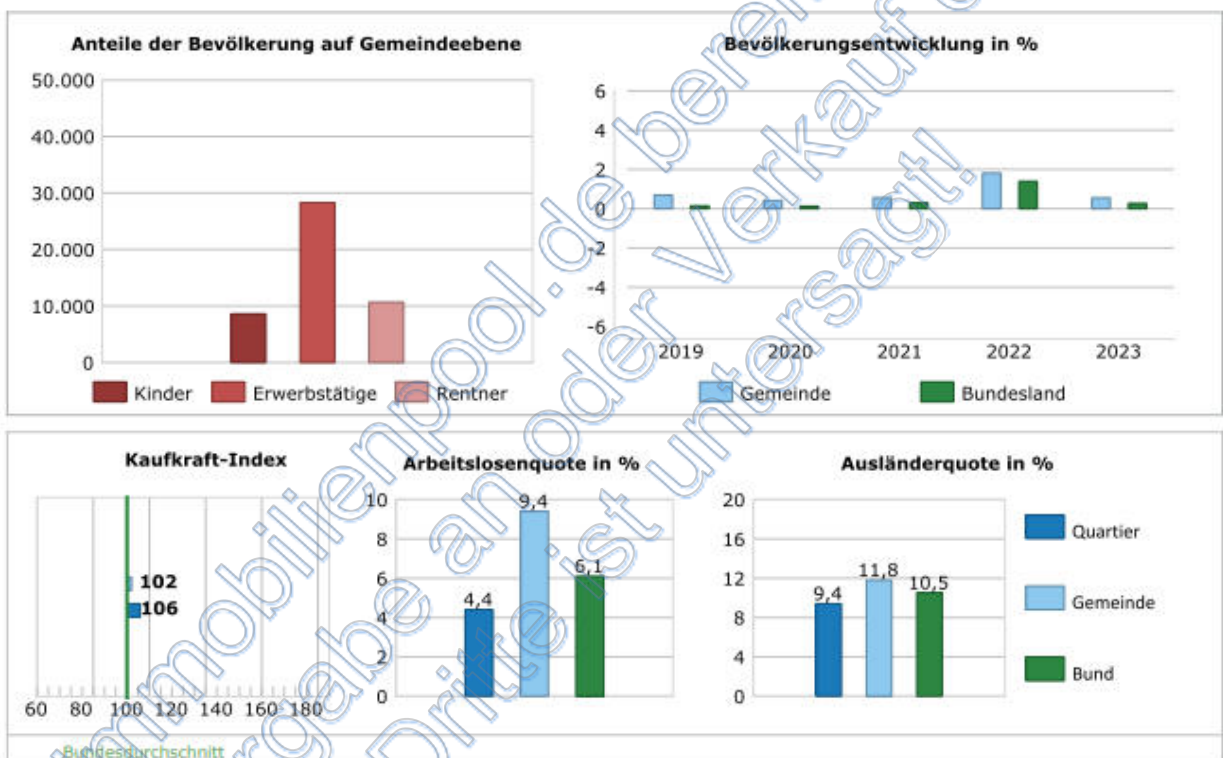 Anteile der Bevölkerung auf Gemeindeebene
50.000
40.000
30.000
20.000
10.000
0
Kinder Erwerbstätige Rentner
Bevölkerungsentwicklung in %
6
4
2
0
-2
-4
-6
2019 2020 2021 2022 2023
Gemeinde Bundesland
Kaufkraft-Index
102
106
60 80 100 120 140 160 180
Bundesdurchschnitt
Arbeitslosenquote in %
10
8
6
4
2
0
4,4 9,4 6,1
Ausländerquote in %
20
16
12
8
4
0
9,4 11,8 10,5
Quartier
Gemeinde
Bund
immobilienpool.de
an oder Verkauf
Dritte ist untersagt!